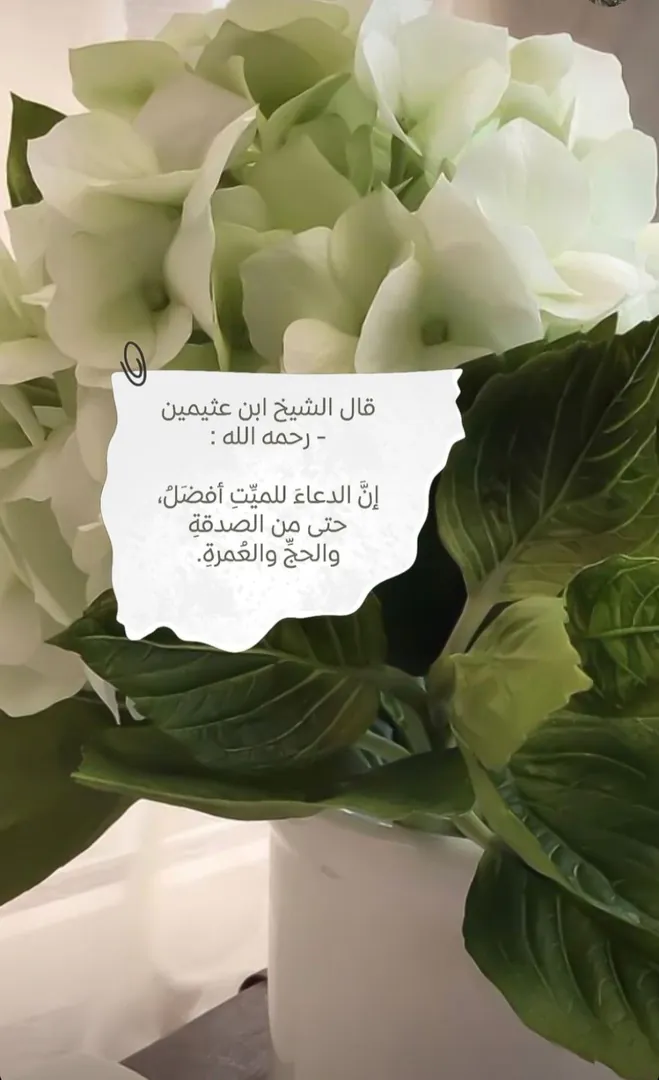 قال الشيخ ابن عثيمين
- رحمه الله :
إنَّ الدعاءَ للميِّتِ أفضَلُ،
حتى من الصدقةِ
والحجِّ والعُمرةِ.